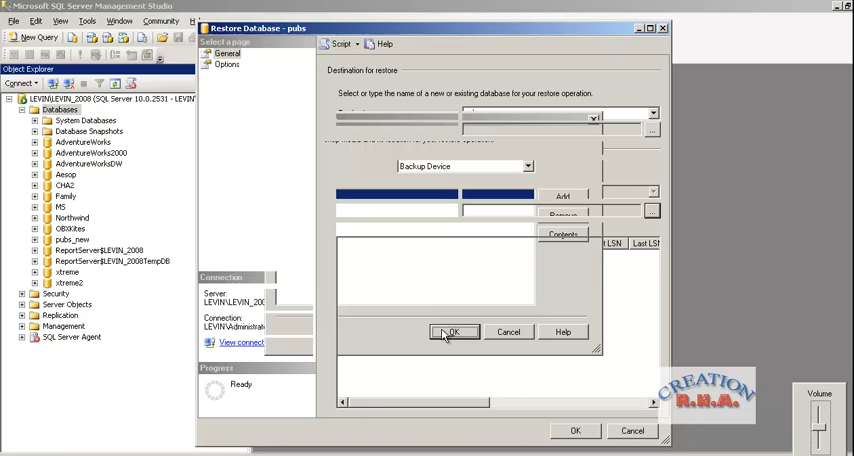 Microsoft SQL Server Management Studio
File Edit View Tools Window Community
New Query
Object Explorer
Connect
LEVIN\LEVIN_2008 (SQL Server 10.0.2531 - LEVIN
Databases
System Databases
Database Snapshots
AdventureWorks
AdventureWorks2000
AdventureWorksDW
Aesop
CHA2
Family
MS
Northwind
OBXKites
pubs_new
ReportServer$LEVIN_2008
ReportServer$LEVIN_2008TempDB
xtreme
xtreme2
Security
Server Objects
Replication
Management
SQL Server Agent
Restore Database - pubs
Select a page
General
Options
Script Help
Destination for restore
Select or type the name of a new or existing database for your restore operation.
Backup Device
Add
Remove
Contents
t LSN Last LSN
OK Cancel Help
Connection
Server:
LEVIN\LEVIN_200
Connection:
LEVIN\Administrato
View connect
Progress
Ready
OK Cancel
CREATION
R.H.A.
Volume